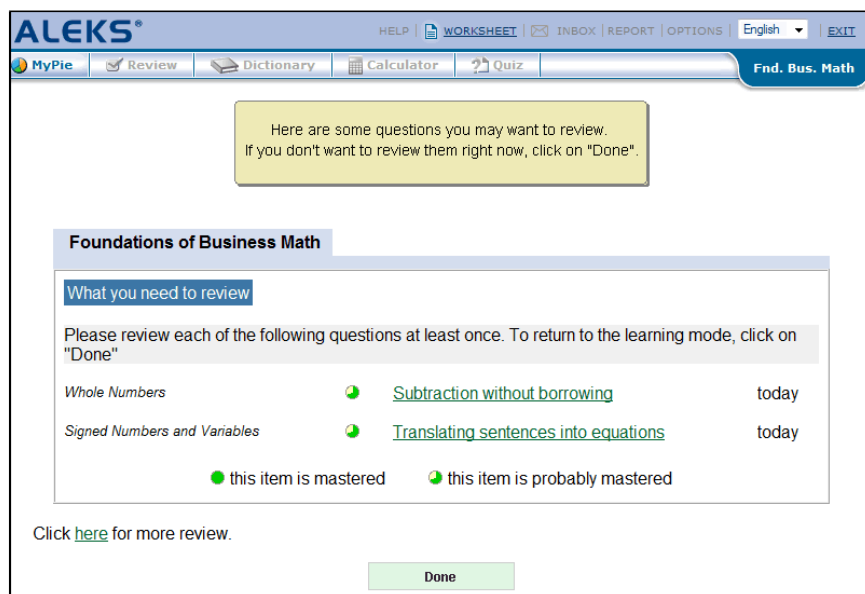 ALEKS®
HELP | WORKSHEET | INBOX | REPORT | OPTIONS | English | EXIT
MyPie Review Dictionary Calculator Quiz Fnd. Bus. Math
Here are some questions you may want to review.
If you don't want to review them right now, click on "Done".
Foundations of Business Math
What you need to review
Please review each of the following questions at least once. To return to the learning mode, click on
"Done"
Whole Numbers Subtraction without borrowing today
Signed Numbers and Variables Translating sentences into equations today
this item is mastered this item is probably mastered
Click here for more review.
Done